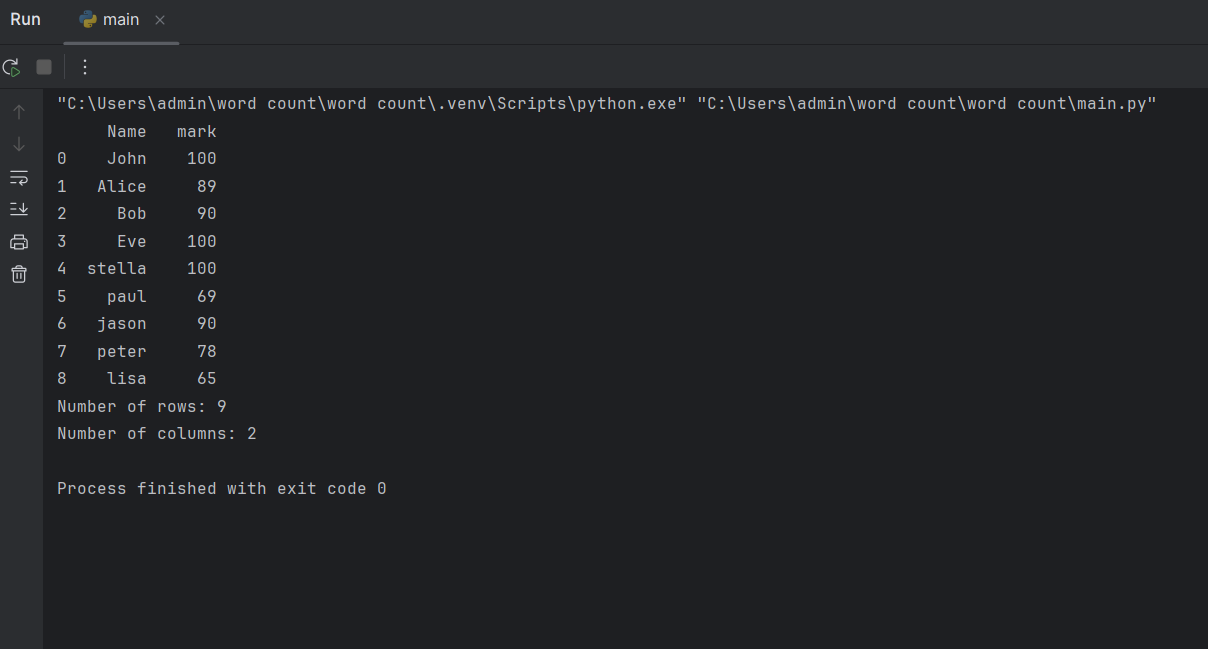 Run main
"C:\Users\admin\word count\word count\.venv\Scripts\python.exe" "C:\Users\admin\word count\word count\main.py"
     Name   mark
0    John    100
1   Alice     89
2     Bob     90
3     Eve    100
4  stella    100
5    paul     69
6   jason     90
7   peter     78
8    lisa     65
Number of rows: 9
Number of columns: 2

Process finished with exit code 0